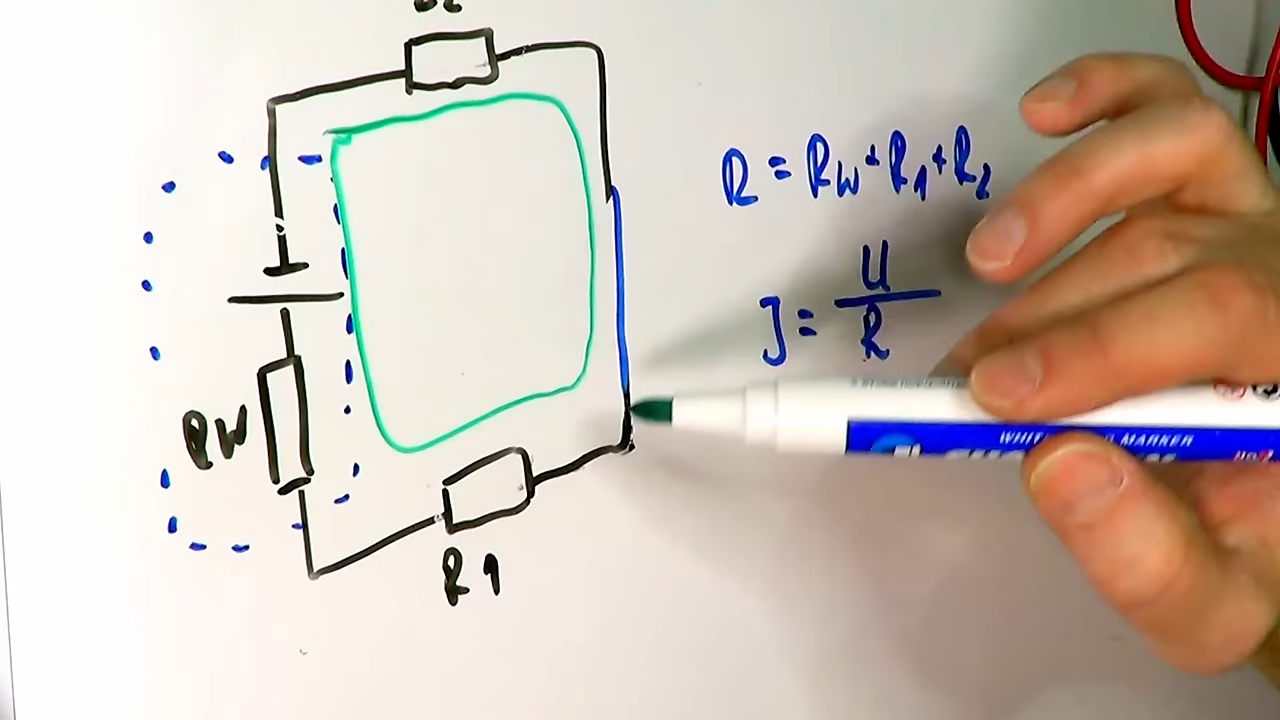 R = RW + R1 + R2
J = U
R
RW
R1